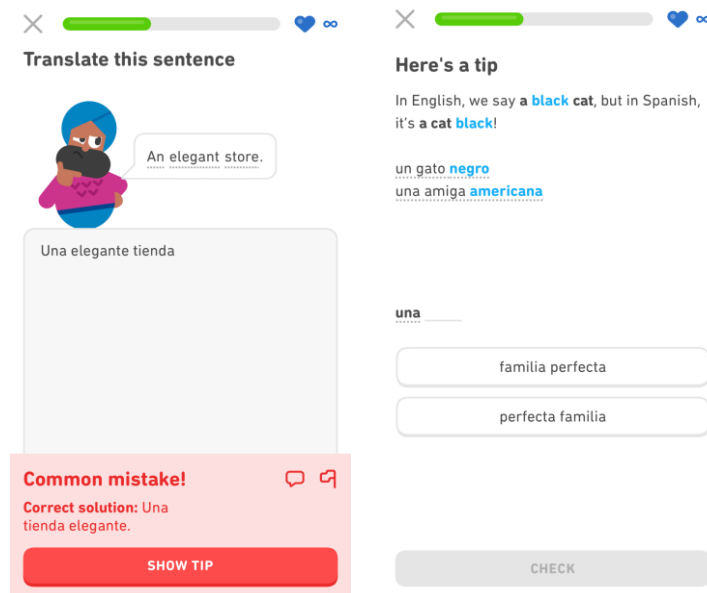 ∞
Translate this sentence
An elegant store.
Una elegante tienda
Common mistake!
Correct solution: Una
tienda elegante.
SHOW TIP
∞
Here's a tip
In English, we say a black cat, but in Spanish,
it's a cat black!
un gato negro
una amiga americana
una ____
familia perfecta
perfecta familia
CHECK